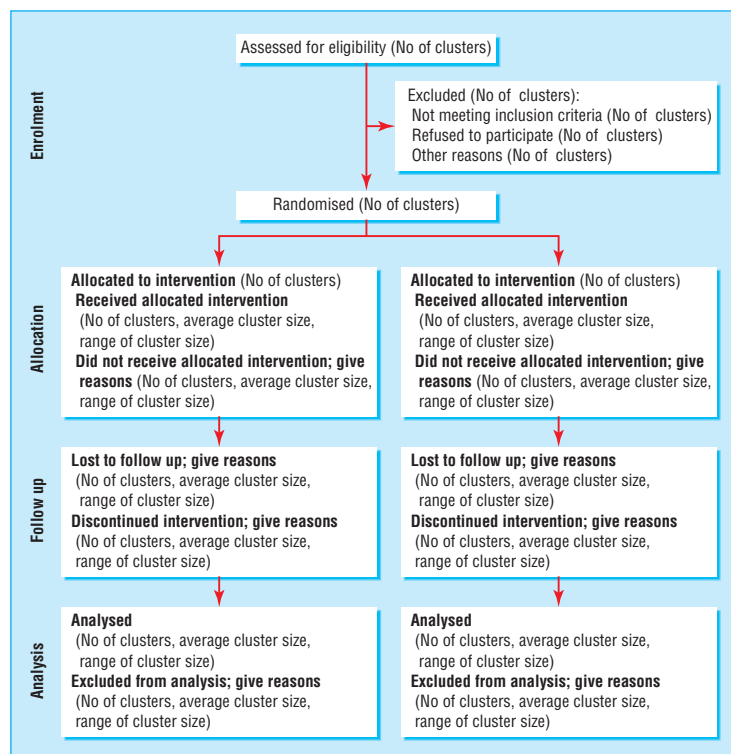 Enrolment
Assessed for eligibility (No of clusters)
Excluded (No of clusters):
Not meeting inclusion criteria (No of clusters)
Refused to participate (No of clusters)
Other reasons (No of clusters)
Randomised (No of clusters)
Allocation
Allocated to intervention (No of clusters)
Received allocated intervention
(No of clusters, average cluster size,
range of cluster size)
Did not receive allocated intervention; give
reasons (No of clusters, average cluster size,
range of cluster size)
Allocated to intervention (No of clusters)
Received allocated intervention
(No of clusters, average cluster size,
range of cluster size)
Did not receive allocated intervention; give
reasons (No of clusters, average cluster size,
range of cluster size)
Follow up
Lost to follow up; give reasons
(No of clusters, average cluster size,
range of cluster size)
Discontinued intervention; give reasons
(No of clusters, average cluster size,
range of cluster size)
Lost to follow up; give reasons
(No of clusters, average cluster size,
range of cluster size)
Discontinued intervention; give reasons
(No of clusters, average cluster size,
range of cluster size)
Analysis
Analysed
(No of clusters, average cluster size,
range of cluster size)
Excluded from analysis; give reasons
(No of clusters, average cluster size,
range of cluster size)
Analysed
(No of clusters, average cluster size,
range of cluster size)
Excluded from analysis; give reasons
(No of clusters, average cluster size,
range of cluster size)